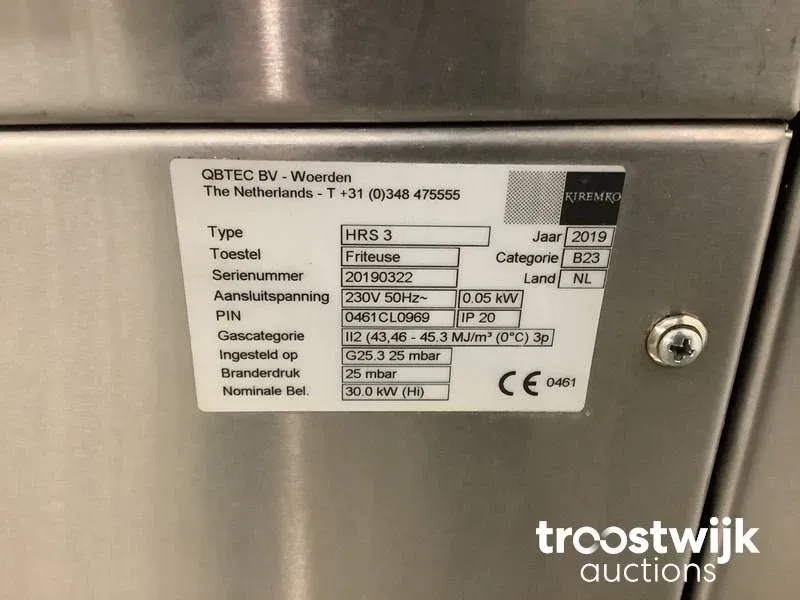 QBTEC BV - Woerden
The Netherlands - T +31 (0)348 475555
KIREMKO
Type HRS 3 Jaar 2019
Toestel Friteuse Categorie B23
Serienummer 20190322 Land NL
Aansluitspanning 230V 50Hz~ 0.05 kW
PIN 0461CL0969 IP 20
Gascategorie II2 (43,46 - 45.3 MJ/m³ (0°C) 3p
Ingesteld op G25.3 25 mbar
Branderdruk 25 mbar
Nominale Bel. 30.0 kW (Hi)
CE 0461
troostwijk
auctions